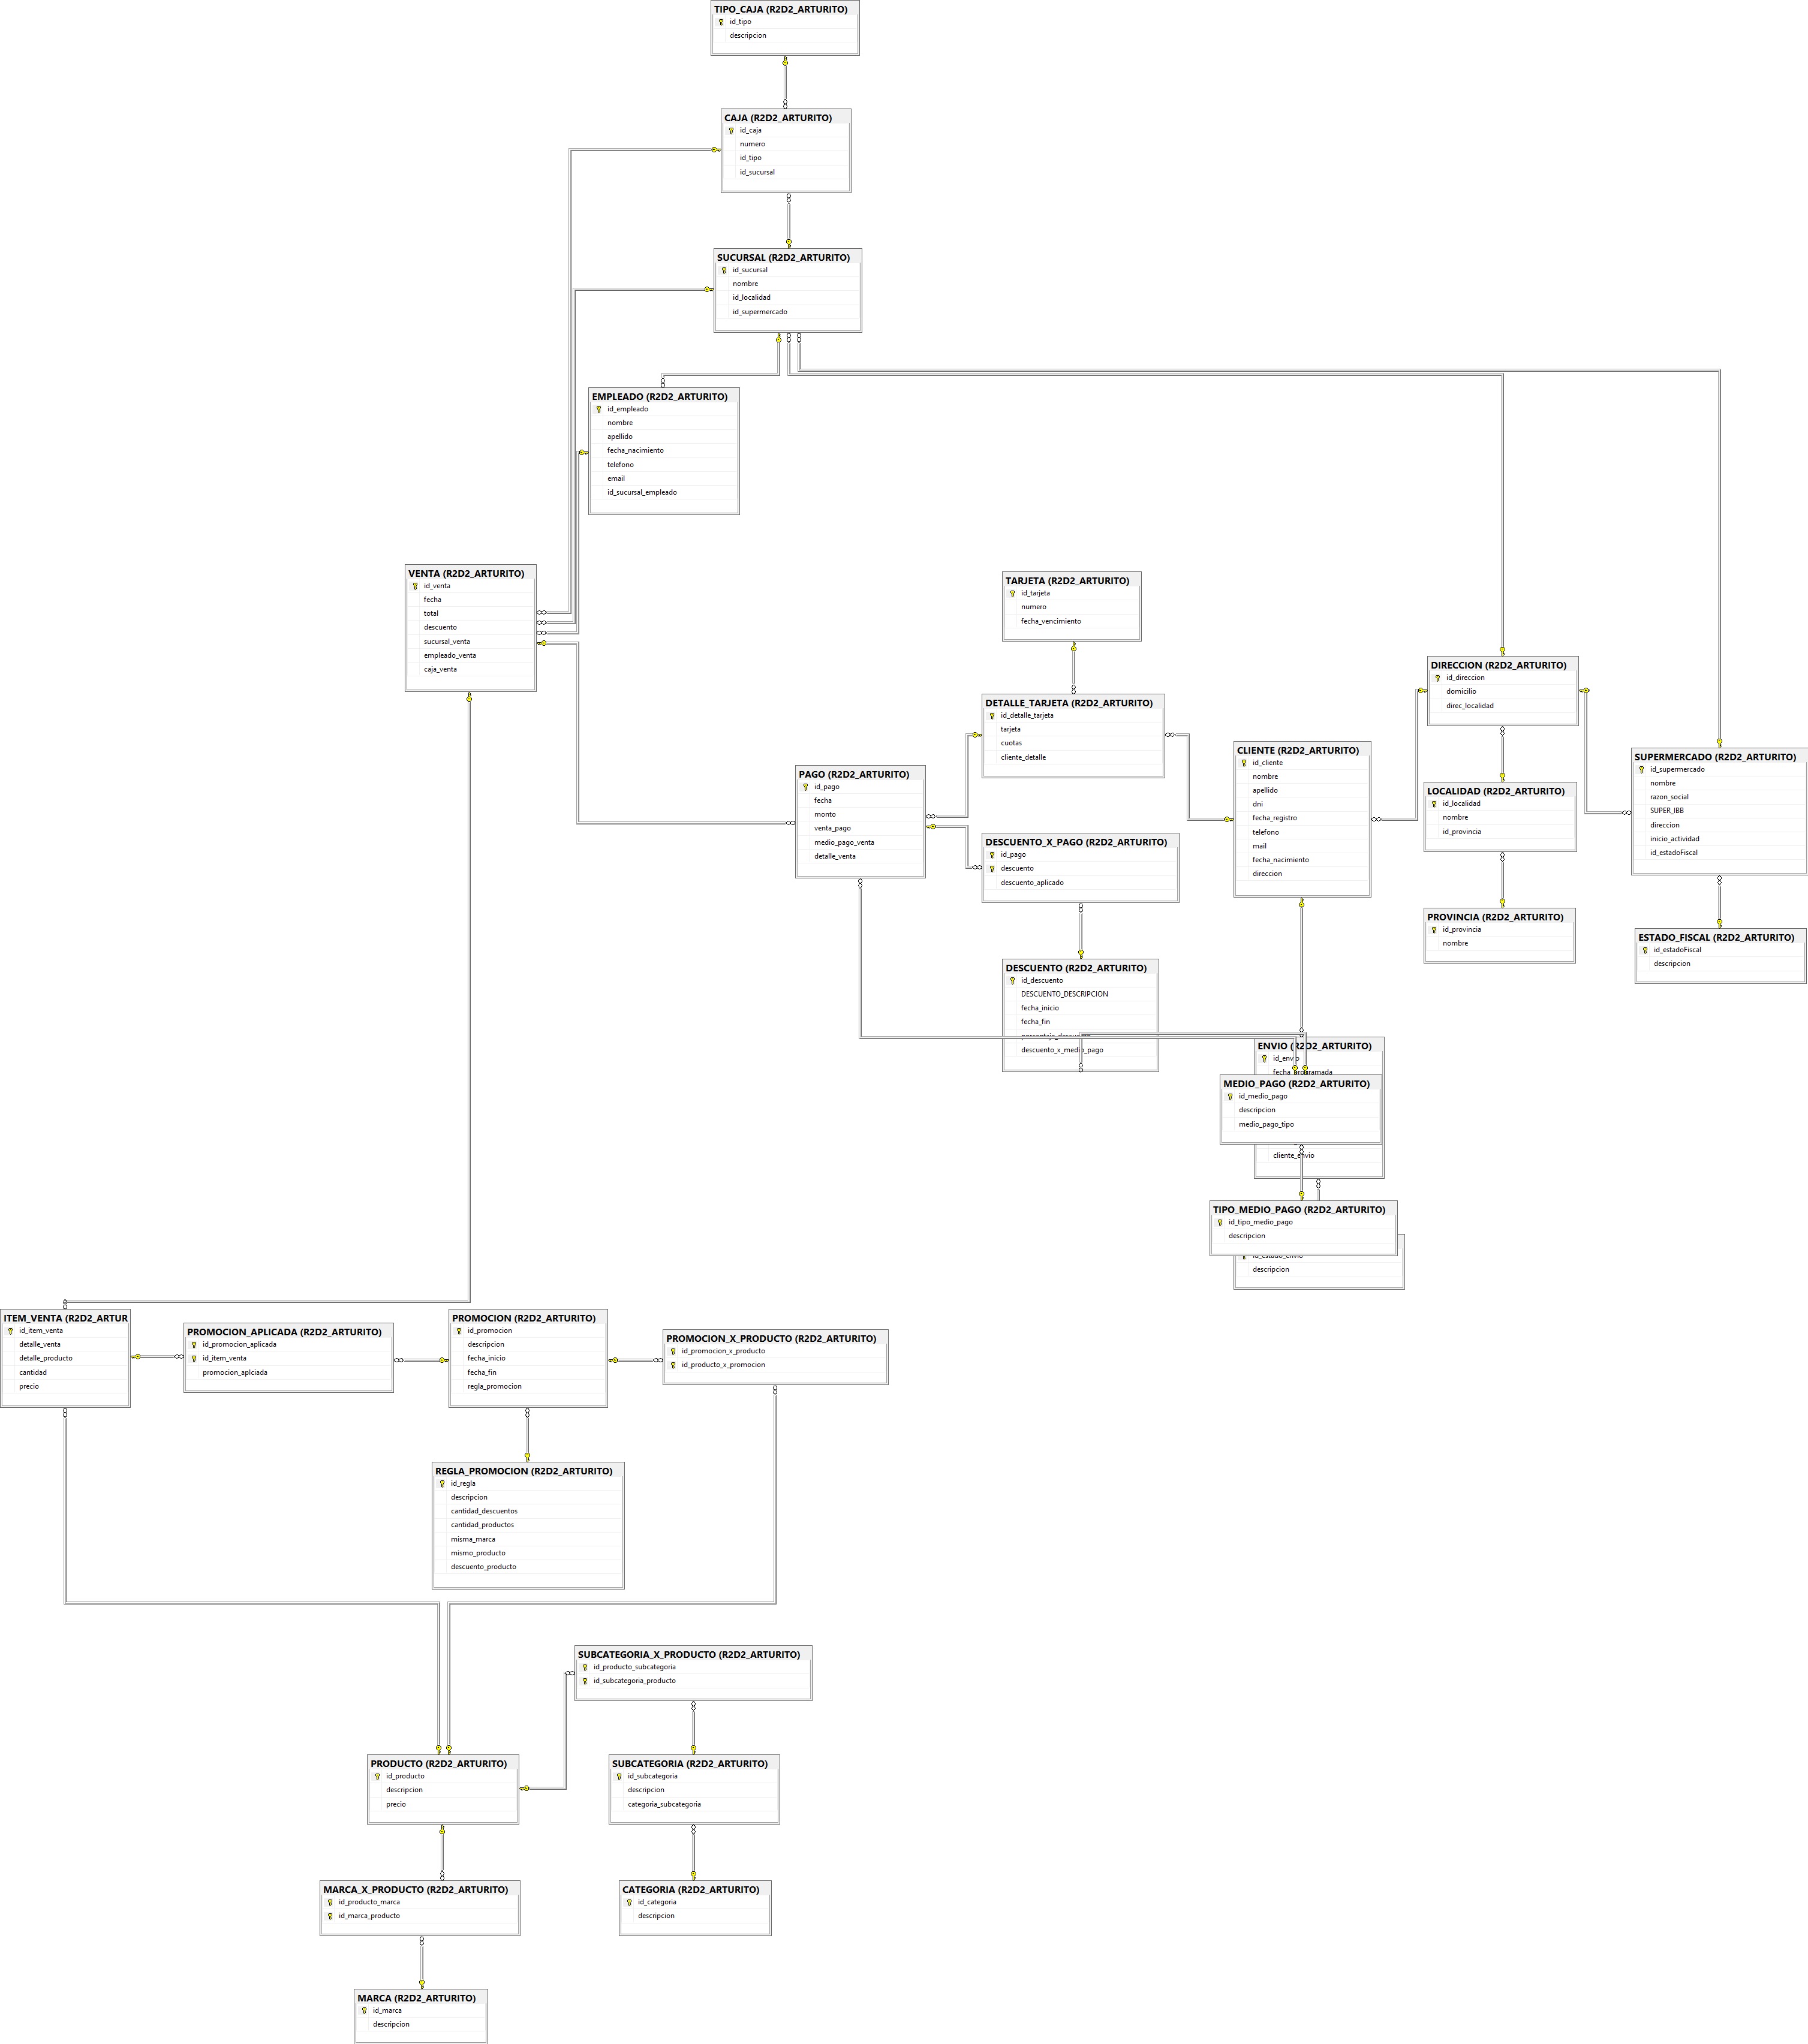 TIPO_CAJA (R2D2_ARTURITO)
id_tipo
descripcion
CAJA (R2D2_ARTURITO)
id_caja
numero
id_tipo
id_sucursal
SUCURSAL (R2D2_ARTURITO)
id_sucursal
nombre
id_localidad
id_supermercado
EMPLEADO (R2D2_ARTURITO)
id_empleado
nombre
apellido
fecha_nacimiento
telefono
email
id_sucursal_empleado
VENTA (R2D2_ARTURITO)
id_venta
fecha
total
descuento
sucursal_venta
empleado_venta
caja_venta
TARJETA (R2D2_ARTURITO)
id_tarjeta
numero
fecha_vencimiento
DETALLE_TARJETA (R2D2_ARTURITO)
id_detalle_tarjeta
tarjeta
cuotas
cliente_detalle
PAGO (R2D2_ARTURITO)
id_pago
fecha
monto
venta_pago
medio_pago_venta
detalle_venta
DESCUENTO_X_PAGO (R2D2_ARTURITO)
id_pago
descuento
descuento_aplicado
DESCUENTO (R2D2_ARTURITO)
id_descuento
DESCUENTO_DESCRIPCION
fecha_inicio
fecha_fin
porcentaje_descuento
descuento_x_medio_pago
CLIENTE (R2D2_ARTURITO)
id_cliente
nombre
apellido
dni
fecha_registro
telefono
mail
fecha_nacimiento
direccion
DIRECCION (R2D2_ARTURITO)
id_direccion
domicilio
direc_localidad
LOCALIDAD (R2D2_ARTURITO)
id_localidad
nombre
id_provincia
PROVINCIA (R2D2_ARTURITO)
id_provincia
nombre
SUPERMERCADO (R2D2_ARTURITO)
id_supermercado
nombre
razon_social
SUPER_IBB
direccion
inicio_actividad
id_estadoFiscal
ESTADO_FISCAL (R2D2_ARTURITO)
id_estadoFiscal
descripcion
ENVIO (R2D2_ARTURITO)
id_envio
fecha_programada
MEDIO_PAGO (R2D2_ARTURITO)
id_medio_pago
descripcion
medio_pago_tipo
cliente_envio
TIPO_MEDIO_PAGO (R2D2_ARTURITO)
id_tipo_medio_pago
descripcion
id_estado_envio
descripcion
ITEM_VENTA (R2D2_ARTUR
id_item_venta
detalle_venta
detalle_producto
cantidad
precio
PROMOCION_APLICADA (R2D2_ARTURITO)
id_promocion_aplicada
id_item_venta
promocion_aplciada
PROMOCION (R2D2_ARTURITO)
id_promocion
descripcion
fecha_inicio
fecha_fin
regla_promocion
PROMOCION_X_PRODUCTO (R2D2_ARTURITO)
id_promocion_x_producto
id_producto_x_promocion
REGLA_PROMOCION (R2D2_ARTURITO)
id_regla
descripcion
cantidad_descuentos
cantidad_productos
misma_marca
mismo_producto
descuento_producto
SUBCATEGORIA_X_PRODUCTO (R2D2_ARTURITO)
id_producto_subcategoria
id_subcategoria_producto
PRODUCTO (R2D2_ARTURITO)
id_producto
descripcion
precio
SUBCATEGORIA (R2D2_ARTURITO)
id_subcategoria
descripcion
categoria_subcategoria
MARCA_X_PRODUCTO (R2D2_ARTURITO)
id_producto_marca
id_marca_producto
CATEGORIA (R2D2_ARTURITO)
id_categoria
descripcion
MARCA (R2D2_ARTURITO)
id_marca
descripcion